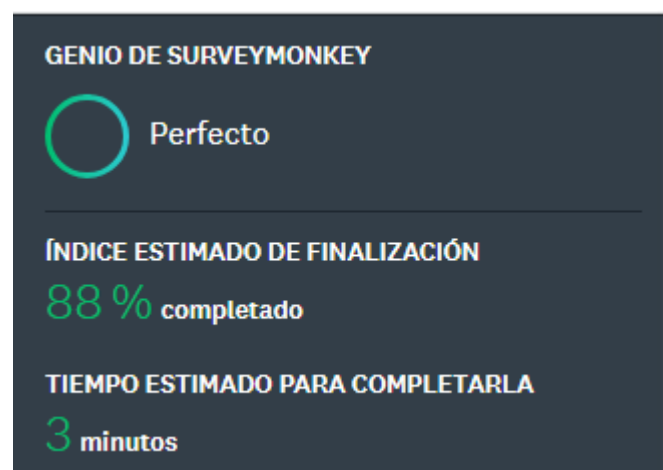 GENIO DE SURVEYMONKEY
Perfecto
ÍNDICE ESTIMADO DE FINALIZACIÓN
88 % completado
TIEMPO ESTIMADO PARA COMPLETARLA
3 minutos